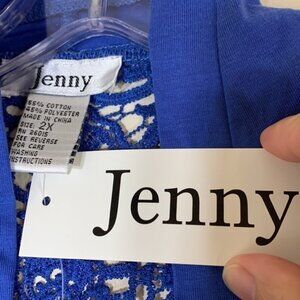 Jenny
55% COTTON
45% POLYESTER
MADE IN CHINA
SIZE: 2X
RN 26015
SEE REVERSE
FOR CARE
WASHING
INSTRUCTIONS
Jenny